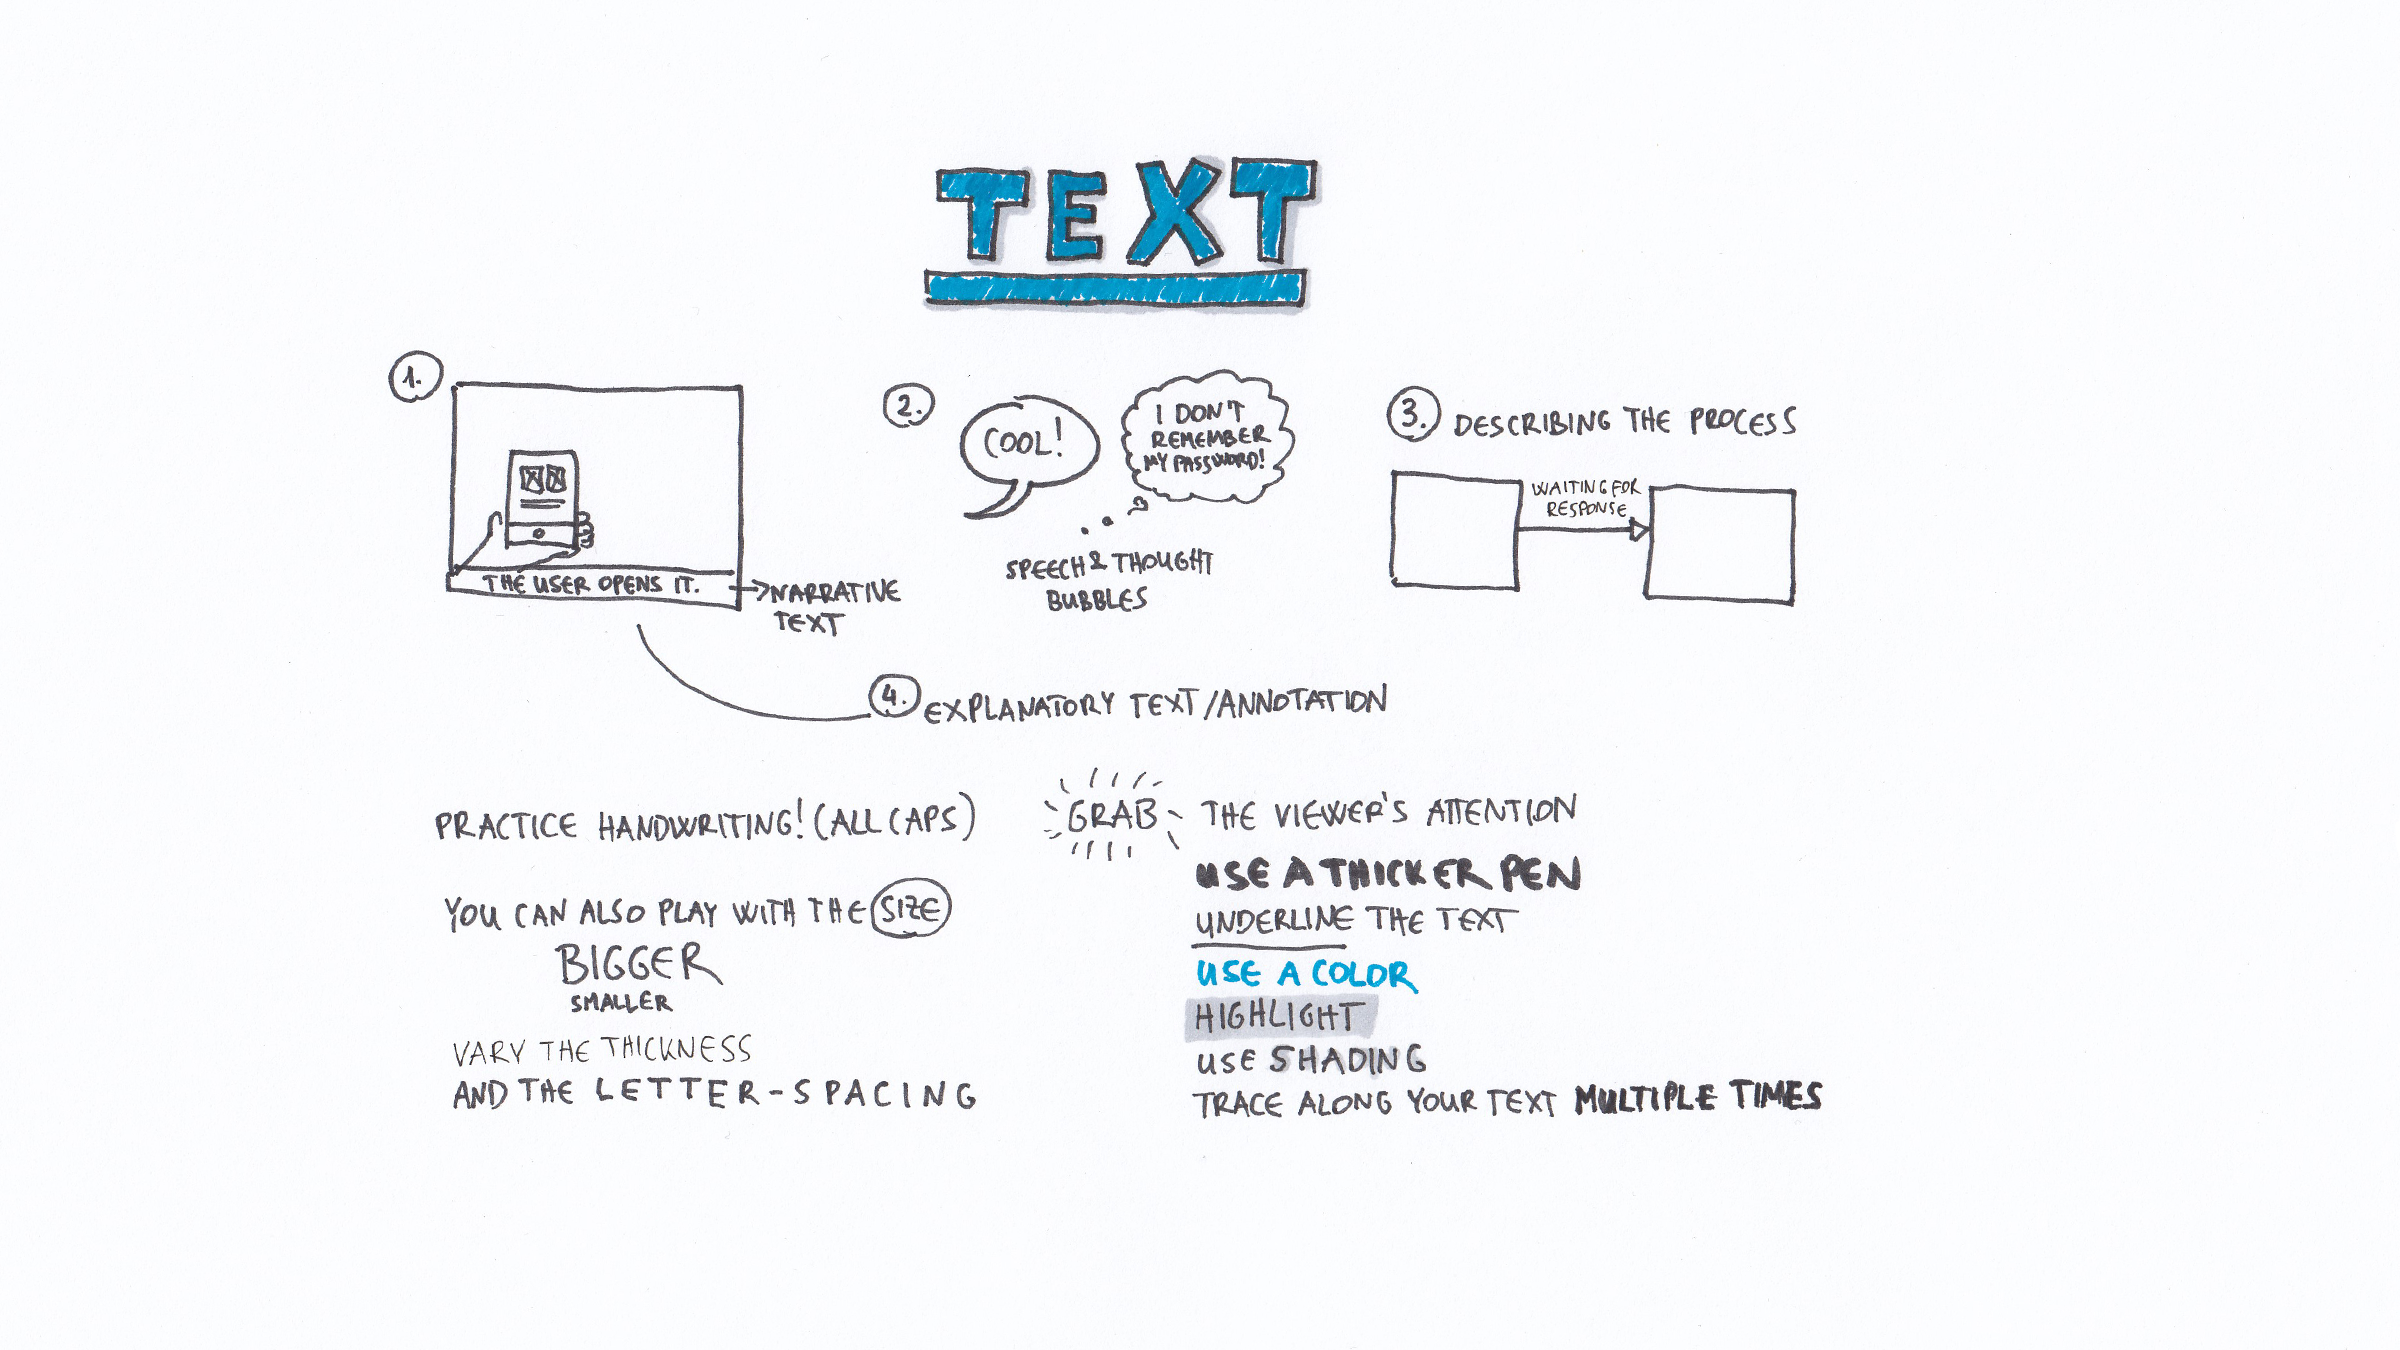 TEXT
1.
THE USER OPENS IT.
NARRATIVE
TEXT
2.
COOL!
I DON'T
REMEMBER
MY PASSWORD!
SPEECH & THOUGHT
BUBBLES
3. DESCRIBING THE PROCESS
WAITING FOR
RESPONSE
4. EXPLANATORY TEXT/ANNOTATION
PRACTICE HANDWRITING! (ALL CAPS)
YOU CAN ALSO PLAY WITH THE SIZE
BIGGER
SMALLER
VARY THE THICKNESS
AND THE LETTER-SPACING
GRAB THE VIEWER'S ATTENTION
USE A THICKER PEN
UNDERLINE THE TEXT
USE A COLOR
HIGHLIGHT
USE SHADING
TRACE ALONG YOUR TEXT MULTIPLE TIMES